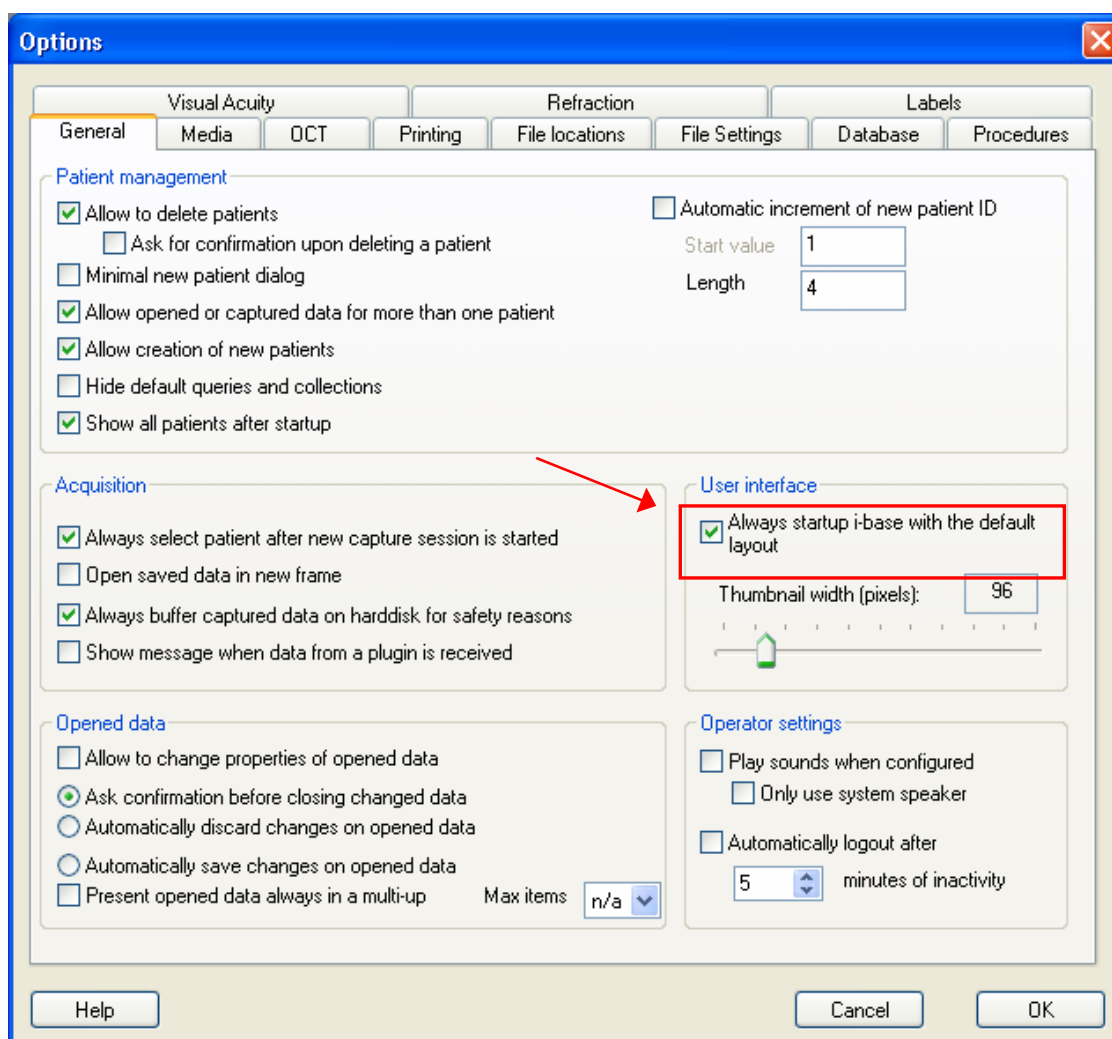 Options
Visual Acuity
Refraction
Labels
General
Media
OCT
Printing
File locations
File Settings
Database
Procedures
Patient management
Allow to delete patients
Ask for confirmation upon deleting a patient
Minimal new patient dialog
Allow opened or captured data for more than one patient
Allow creation of new patients
Hide default queries and collections
Show all patients after startup
Automatic increment of new patient ID
Start value
1
Length
4
Acquisition
Always select patient after new capture session is started
Open saved data in new frame
Always buffer captured data on harddisk for safety reasons
Show message when data from a plugin is received
User interface
Always startup i-base with the default
layout
Thumbnail width (pixels):
96
Opened data
Allow to change properties of opened data
Ask confirmation before closing changed data
Automatically discard changes on opened data
Automatically save changes on opened data
Present opened data always in a multi-up
Max items
n/a
Operator settings
Play sounds when configured
Only use system speaker
Automatically logout after
5
minutes of inactivity
Help
Cancel
OK